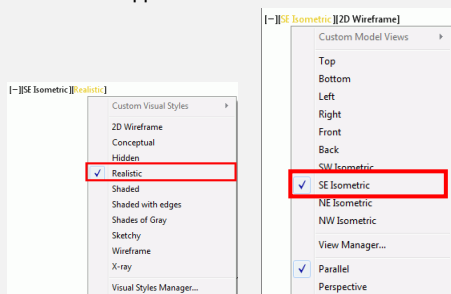 [−][SE Isometric][Realistic]
Custom Visual Styles
2D Wireframe
Conceptual
Hidden
Realistic
Shaded
Shaded with edges
Shades of Gray
Sketchy
Wireframe
X-ray
Visual Styles Manager...
[−][SE Isometric][2D Wireframe]
Custom Model Views
Top
Bottom
Left
Right
Front
Back
SW Isometric
SE Isometric
NE Isometric
NW Isometric
View Manager...
Parallel
Perspective